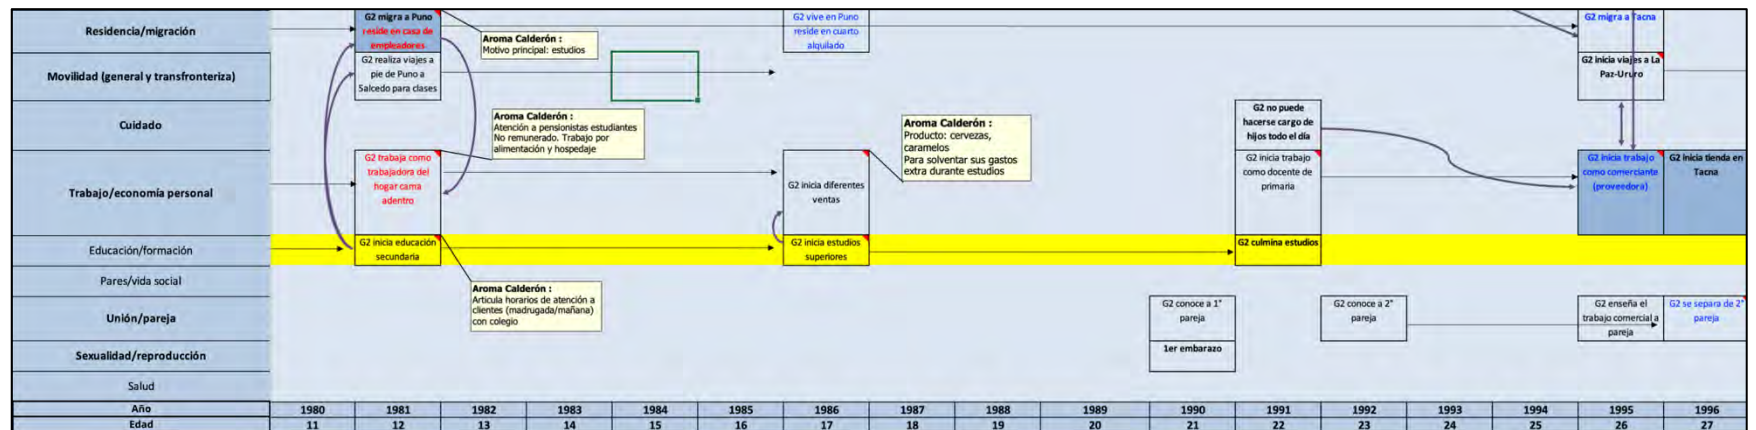 Residencia/migración
G2 migra a Puno
reside en casa de
empleadores
Aroma Calderón :
Motivo principal: estudios
G2 vive en Puno
reside en cuarto
alquilado
G2 migra a Tacna
Movilidad (general y transfronteriza)
G2 realiza viajes a
pie de Puno a
Salcedo para clases
G2 inicia viajes a La
Paz-Ururo
Cuidado
Aroma Calderón :
Atención a pensionistas estudiantes
No remunerado. Trabajo por
alimentación y hospedaje
Aroma Calderón :
Producto: cervezas,
caramelos
Para solventar sus gastos
extra durante estudios
G2 no puede
hacerse cargo de
hijos todo el día
Trabajo/economía personal
G2 trabaja como
trabajadora del
hogar cama
adentro
G2 inicia diferentes
ventas
G2 inicia trabajo
como docente de
primaria
G2 inicia trabajo
como comerciante
(proveedora)
G2 inicia tienda en
Tacna
Educación/formación
G2 inicia educación
secundaria
G2 inicia estudios
superiores
G2 culmina estudios
Pares/vida social
Aroma Calderón :
Articula horarios de atención a
clientes (madrugada/mañana)
con colegio
Unión/pareja
G2 conoce a 1°
pareja
G2 conoce a 2°
pareja
G2 enseña el
trabajo comercial a
pareja
G2 se separa de 2°
pareja
Sexualidad/reproducción
1er embarazo
Salud
Año 1980 1981 1982 1983 1984 1985 1986 1987 1988 1989 1990 1991 1992 1993 1994 1995 1996
Edad 11 12 13 14 15 16 17 18 19 20 21 22 23 24 25 26 27